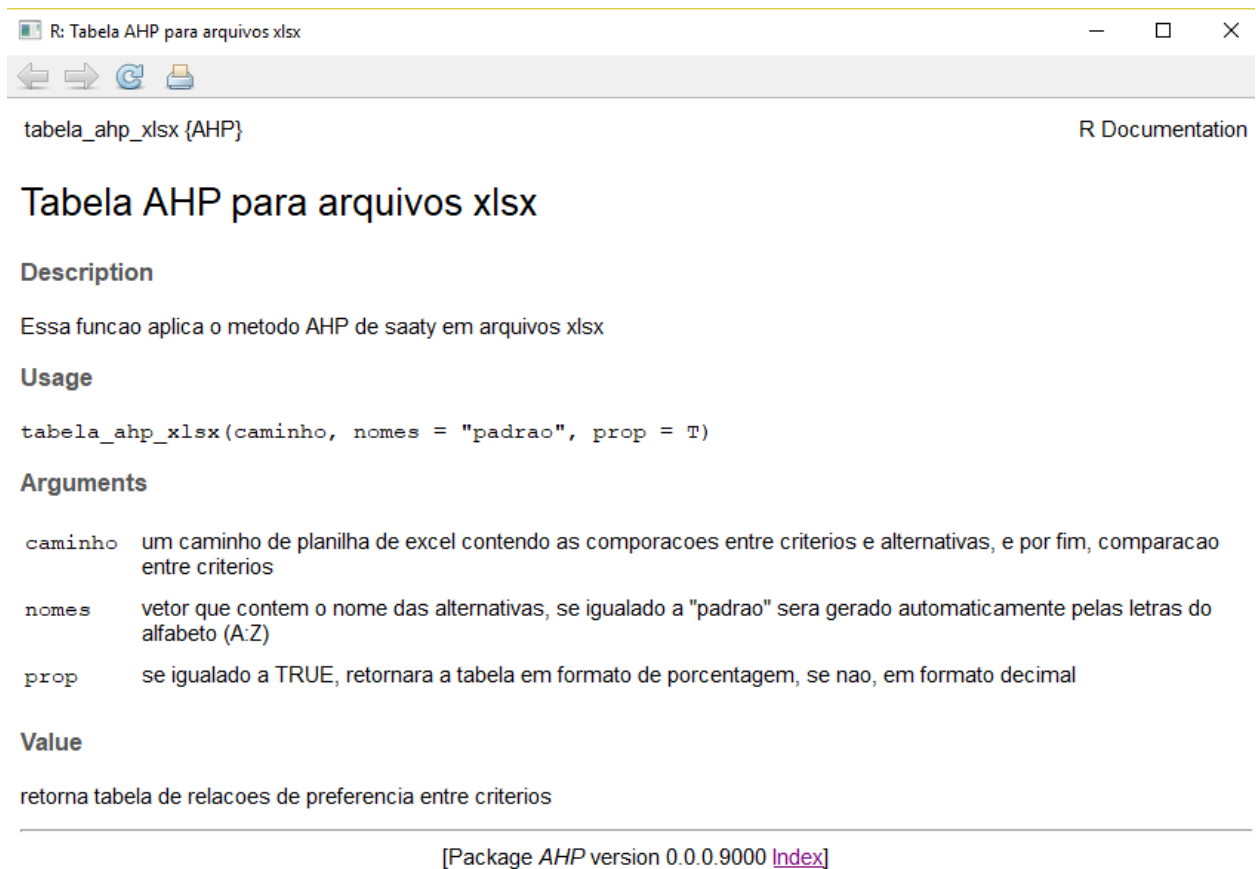 R: Tabela AHP para arquivos xlsx
tabela_ahp_xlsx {AHP} R Documentation
Tabela AHP para arquivos xlsx
Description
Essa funcao aplica o metodo AHP de saaty em arquivos xlsx
Usage
tabela_ahp_xlsx(caminho, nomes = "padrao", prop = T)
Arguments
caminho um caminho de planilha de excel contendo as comporacoes entre criterios e alternativas, e por fim, comparacao
entre criterios
nomes vetor que contem o nome das alternativas, se igualado a "padrao" sera gerado automaticamente pelas letras do
alfabeto (A:Z)
prop se igualado a TRUE, retornara a tabela em formato de porcentagem, se nao, em formato decimal
Value
retorna tabela de relacoes de preferencia entre criterios
[Package AHP version 0.0.0.9000 Index]